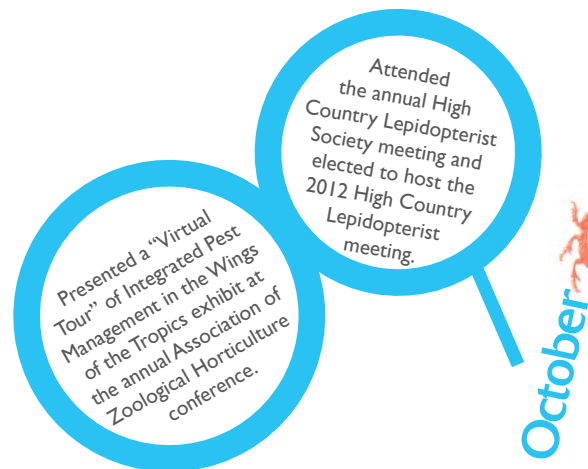 Attended
the annual High
Country Lepidopterist
Society meeting and
elected to host the
2012 High Country
Lepidopterist
meeting.
Presented a “Virtual
Tour” of Integrated Pest
Management in the Wings
of the Tropics exhibit at
the annual Association of
Zoological Horticulture
conference.
October